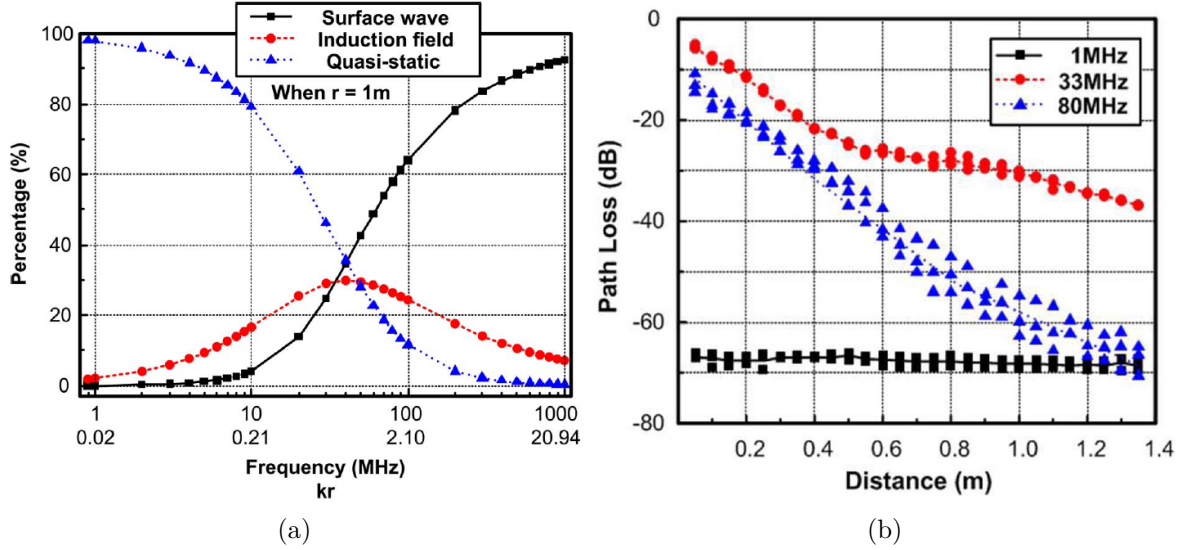 Surface wave
Induction field
Quasi-static
When r = 1m
Percentage (%)
100
80
60
40
20
0
1 10 100 1000
0.02 0.21 2.10 20.94
Frequency (MHz)
kr
(a)
1MHz
33MHz
80MHz
Path Loss (dB)
0
-20
-40
-60
-80
0.2 0.4 0.6 0.8 1.0 1.2 1.4
Distance (m)
(b)